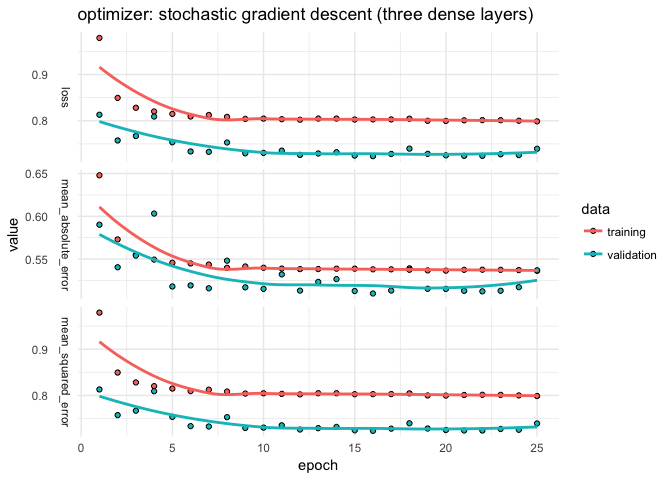 optimizer: stochastic gradient descent (three dense layers)
value
0.9
0.8
loss
0.65
0.60
0.55
mean_absolute_error
0.9
0.8
mean_squared_error
0 5 10 15 20 25
epoch
data
training
validation